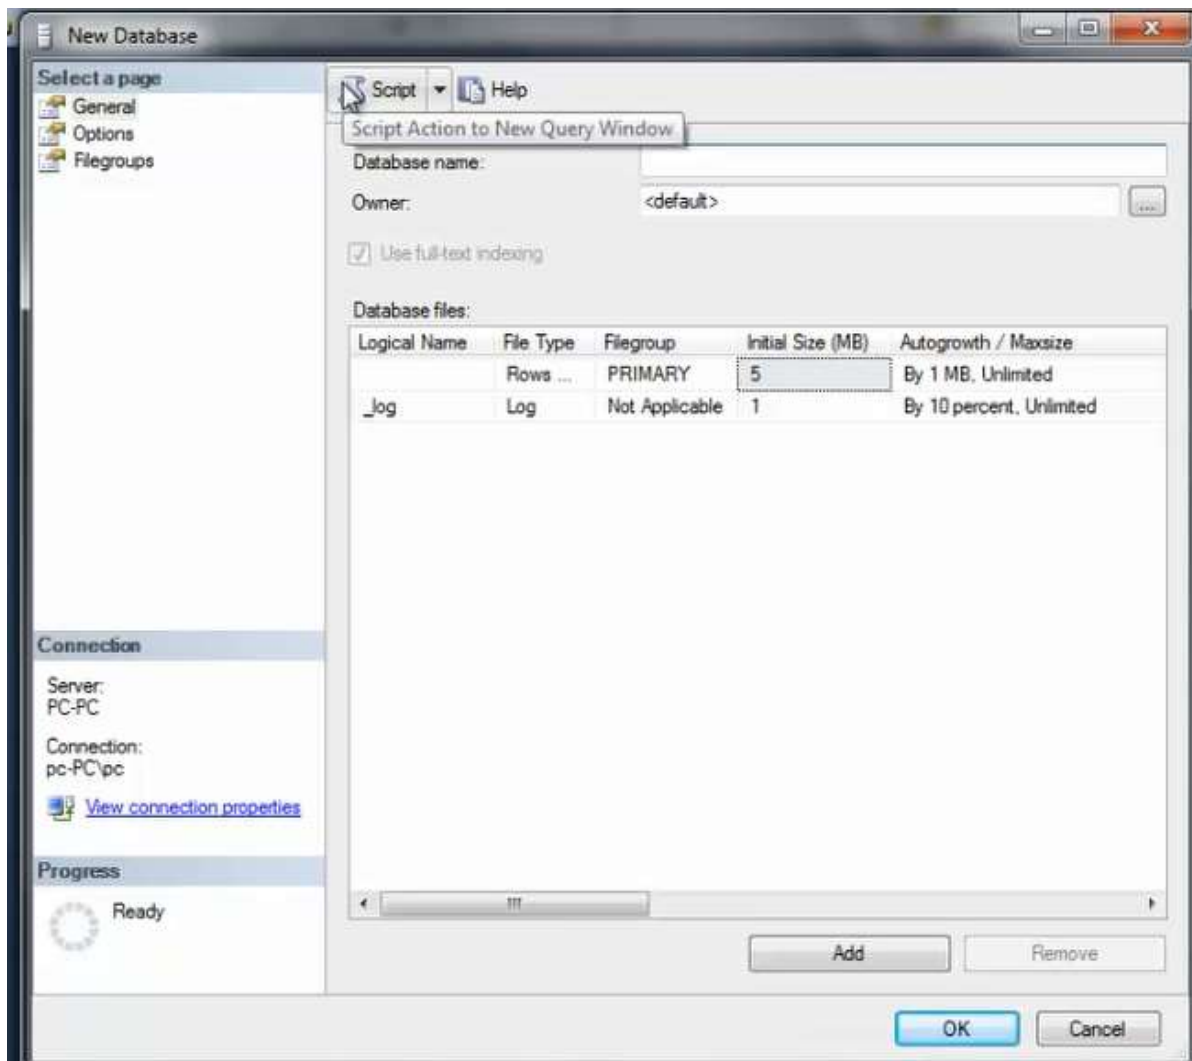 New Database
Select a page
General
Options
Filegroups
Script Help
Script Action to New Query Window
Database name:
Owner: <default> ...
Use full-text indexing
Database files:
Logical Name File Type Filegroup Initial Size (MB) Autogrowth / Maxsize
Rows ... PRIMARY 5 By 1 MB, Unlimited
_log Log Not Applicable 1 By 10 percent, Unlimited
Connection
Server:
PC-PC
Connection:
pc-PC\pc
View connection properties
Progress
Ready
Add Remove
OK Cancel